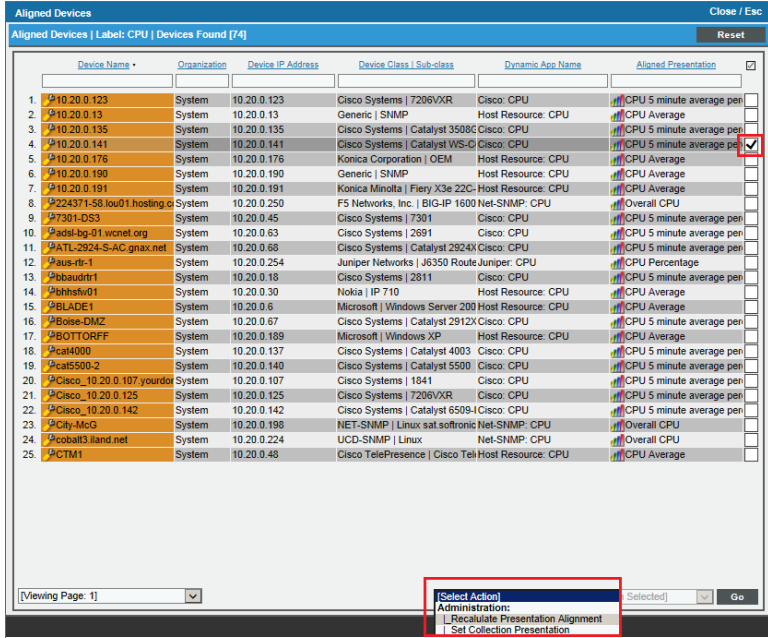 Aligned Devices Close / Esc
Aligned Devices | Label: CPU | Devices Found [74] Reset
Device Name Organization Device IP Address Device Class | Sub-class Dynamic App Name Aligned Presentation
1. 10.20.0.123 System 10.20.0.123 Cisco Systems | 7206VXR Cisco: CPU CPU 5 minute average per
2. 10.20.0.13 System 10.20.0.13 Generic | SNMP Host Resource: CPU CPU Average
3. 10.20.0.135 System 10.20.0.135 Cisco Systems | Catalyst 3508G Cisco: CPU CPU 5 minute average per
4. 10.20.0.141 System 10.20.0.141 Cisco Systems | Catalyst WS-C Cisco: CPU CPU 5 minute average per
5. 10.20.0.176 System 10.20.0.176 Konica Corporation | OEM Host Resource: CPU CPU Average
6. 10.20.0.190 System 10.20.0.190 Generic | SNMP Host Resource: CPU CPU Average
7. 10.20.0.191 System 10.20.0.191 Konica Minolta | Fiery X3e 22C- Host Resource: CPU CPU Average
8. 224371-58.lou01.hosting.c System 10.20.0.250 F5 Networks, Inc. | BIG-IP 1600 Net-SNMP: CPU Overall CPU
9. 7301-DS3 System 10.20.0.45 Cisco Systems | 7301 Cisco: CPU CPU 5 minute average per
10. adsl-bg-01.wcnet.org System 10.20.0.63 Cisco Systems | 2691 Cisco: CPU CPU 5 minute average per
11. ATL-2924-S-AC.gnax.net System 10.20.0.68 Cisco Systems | Catalyst 2924X Cisco: CPU CPU 5 minute average per
12. aus-rtr-1 System 10.20.0.254 Juniper Networks | J6350 Route Juniper: CPU CPU Percentage
13. bbaudrtr1 System 10.20.0.18 Cisco Systems | 2811 Cisco: CPU CPU 5 minute average per
14. bhhsfw01 System 10.20.0.30 Nokia | IP 710 Host Resource: CPU CPU Average
15. BLADE1 System 10.20.0.6 Microsoft | Windows Server 200 Host Resource: CPU CPU Average
16. Boise-DMZ System 10.20.0.67 Cisco Systems | Catalyst 2912X Cisco: CPU CPU 5 minute average per
17. BOTTORFF System 10.20.0.189 Microsoft | Windows XP Host Resource: CPU CPU Average
18. cat4000 System 10.20.0.137 Cisco Systems | Catalyst 4003 Cisco: CPU CPU 5 minute average per
19. cat5500-2 System 10.20.0.140 Cisco Systems | Catalyst 5500 Cisco: CPU CPU 5 minute average per
20. Cisco_10.20.0.107.yourdor System 10.20.0.107 Cisco Systems | 1841 Cisco: CPU CPU 5 minute average per
21. Cisco_10.20.0.125 System 10.20.0.125 Cisco Systems | 7206VXR Cisco: CPU CPU 5 minute average per
22. Cisco_10.20.0.142 System 10.20.0.142 Cisco Systems | Catalyst 6509-I Cisco: CPU CPU 5 minute average per
23. City-McG System 10.20.0.198 NET-SNMP | Linux sat.softronic Net-SNMP: CPU Overall CPU
24. cobalt3.iland.net System 10.20.0.224 UCD-SNMP | Linux Net-SNMP: CPU Overall CPU
25. CTM1 System 10.20.0.48 Cisco TelePresence | Cisco Tele Host Resource: CPU CPU Average
[Viewing Page: 1] [Select Action] Selected] Go
Administration:
|_Recalulate Presentation Alignment
|_Set Collection Presentation